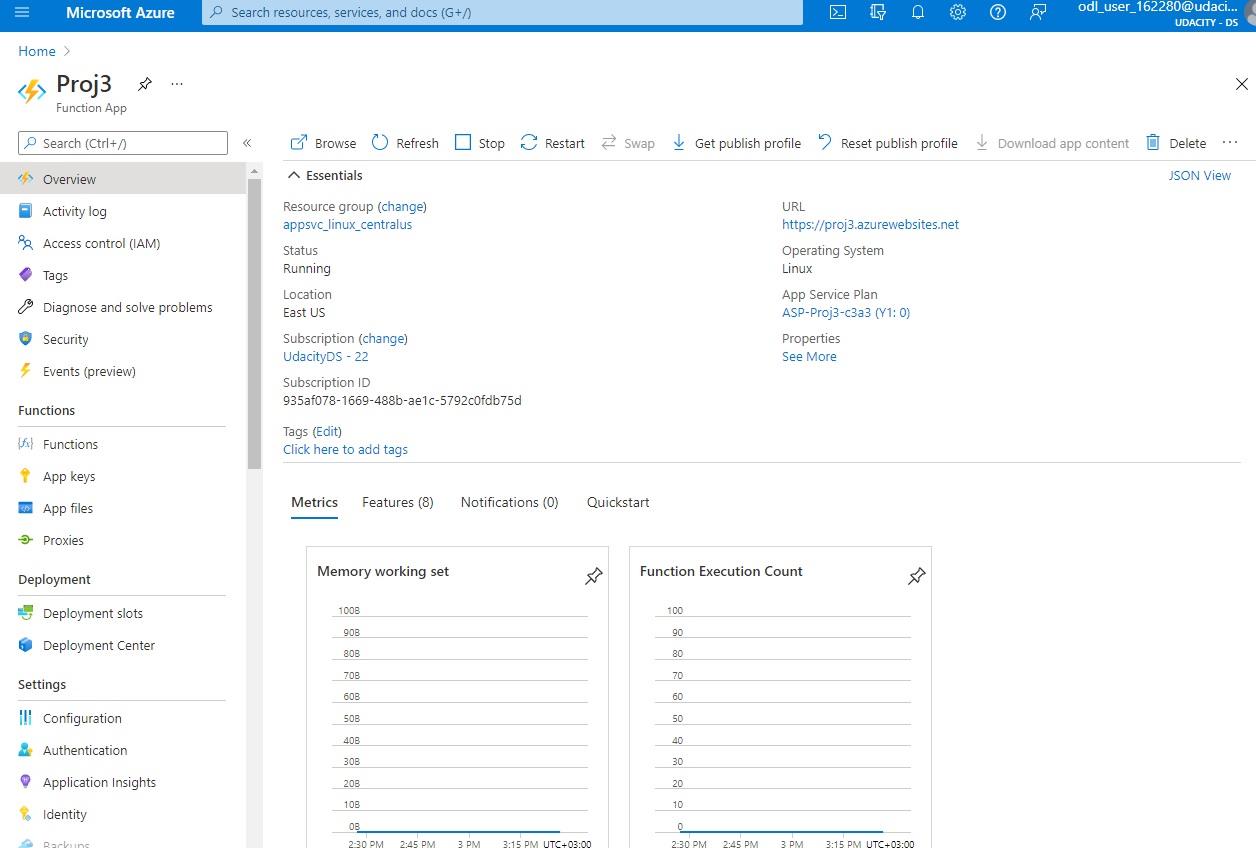 Microsoft Azure
Search resources, services, and docs (G+/)
odl_user_162280@udaci...
UDACITY - DS
Home
Proj3
...
Function App
Search (Ctrl+/)
«
Browse
Refresh
Stop
Restart
Swap
Get publish profile
Reset publish profile
Download app content
Delete
...
Overview
Activity log
Access control (IAM)
Tags
Diagnose and solve problems
Security
Events (preview)
Functions
Functions
App keys
App files
Proxies
Deployment
Deployment slots
Deployment Center
Settings
Configuration
Authentication
Application Insights
Identity
Backups
Essentials
JSON View
Resource group (change)
appsvc_linux_centralus
Status
Running
Location
East US
Subscription (change)
UdacityDS - 22
Subscription ID
935af078-1669-488b-ae1c-5792c0fdb75d
Tags (Edit)
Click here to add tags
URL
https://proj3.azurewebsites.net
Operating System
Linux
App Service Plan
ASP-Proj3-c3a3 (Y1: 0)
Properties
See More
Metrics
Features (8)
Notifications (0)
Quickstart
Memory working set
100B
90B
80B
70B
60B
50B
40B
30B
20B
10B
0B
2:30 PM 2:45 PM 3 PM 3:15 PM UTC+03:00
Function Execution Count
100
90
80
70
60
50
40
30
20
10
0
2:30 PM 2:45 PM 3 PM 3:15 PM UTC+03:00